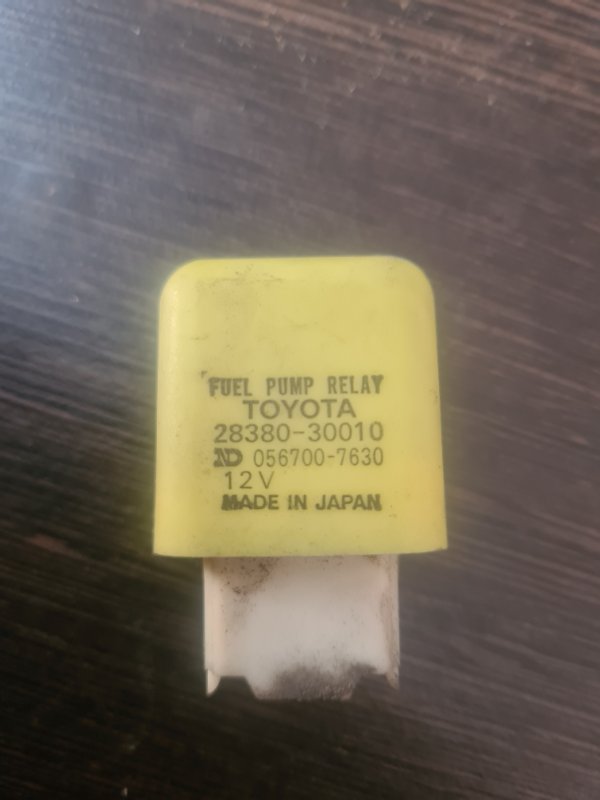 FUEL PUMP RELAY
TOYOTA
28380-30010
ND 056700-7630
12V
MADE IN JAPAN